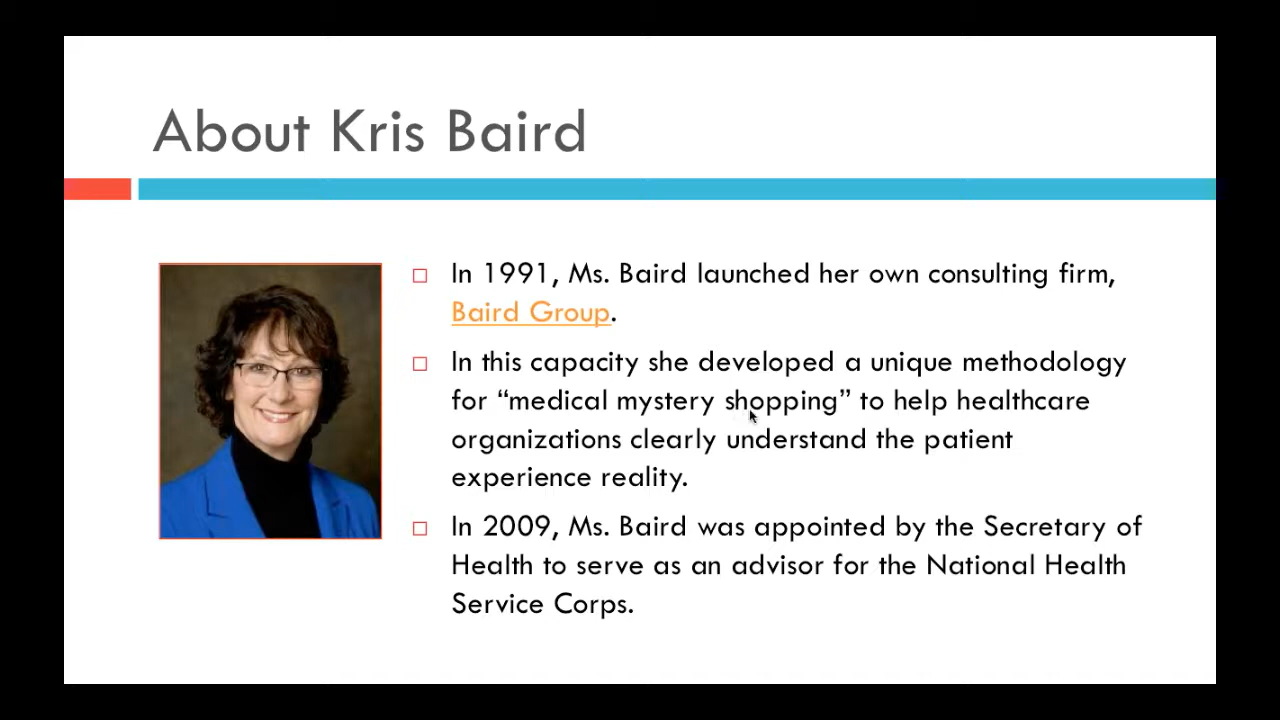 About Kris Baird
In 1991, Ms. Baird launched her own consulting firm,
Baird Group.
In this capacity she developed a unique methodology
for “medical mystery shopping” to help healthcare
organizations clearly understand the patient
experience reality.
In 2009, Ms. Baird was appointed by the Secretary of
Health to serve as an advisor for the National Health
Service Corps.